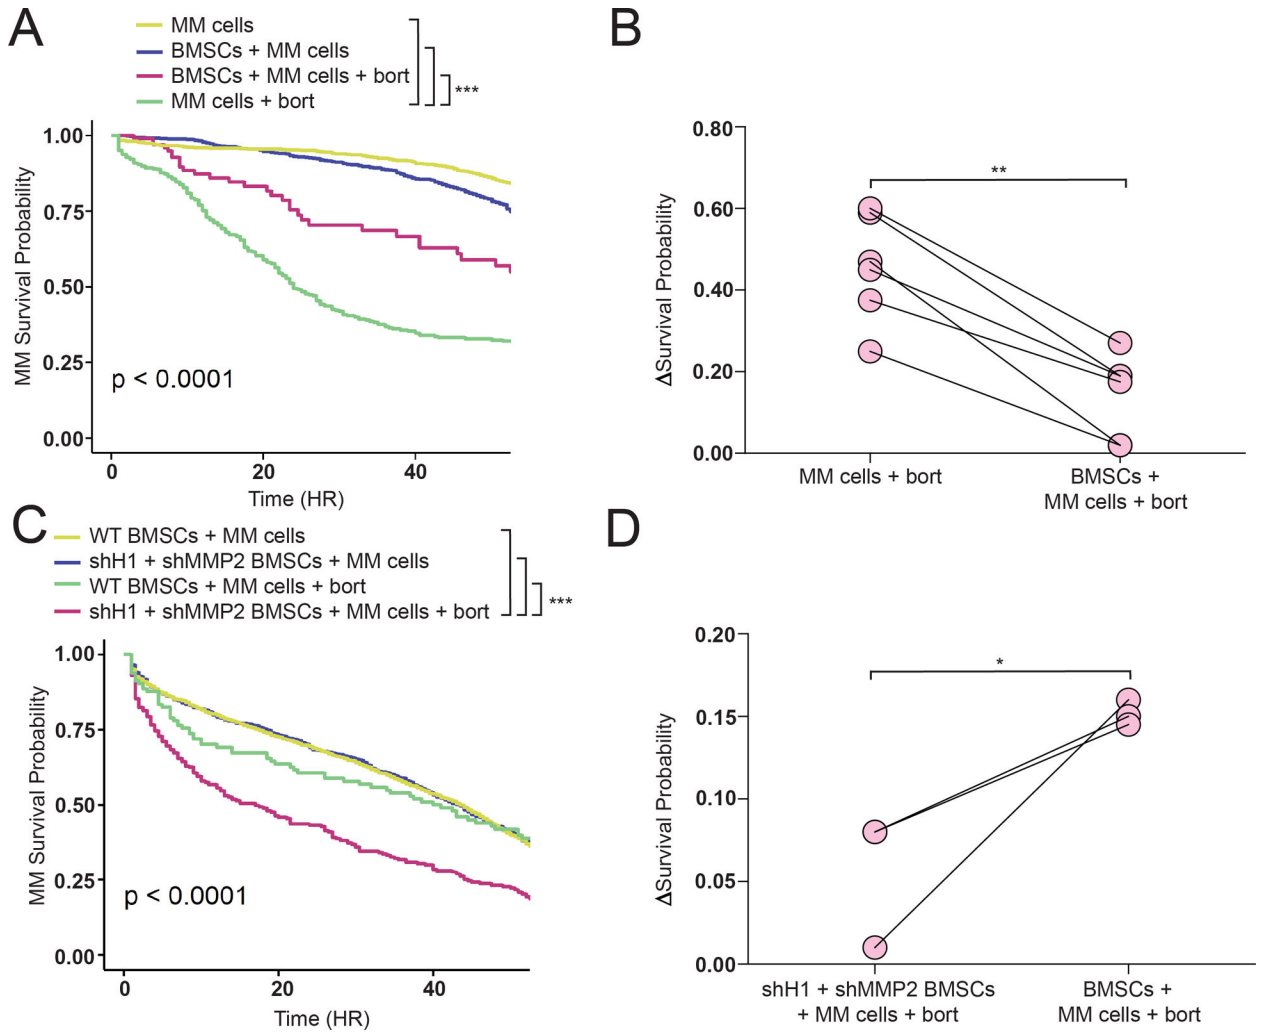 A
MM cells
BMSCs + MM cells
BMSCs + MM cells + bort
MM cells + bort
***
MM Survival Probability
1.00
0.75
0.50
0.25
0.00
p < 0.0001
0
20
40
Time (HR)
B
ΔSurvival Probability
0.80
0.60
0.40
0.20
0.00
**
MM cells + bort
BMSCs +
MM cells + bort
C
WT BMSCs + MM cells
shH1 + shMMP2 BMSCs + MM cells
WT BMSCs + MM cells + bort
shH1 + shMMP2 BMSCs + MM cells + bort
***
MM Survival Probability
1.00
0.75
0.50
0.25
0.00
p < 0.0001
0
20
40
Time (HR)
D
ΔSurvival Probability
0.20
0.15
0.10
0.05
0.00
*
shH1 + shMMP2 BMSCs
+ MM cells + bort
BMSCs +
MM cells + bort